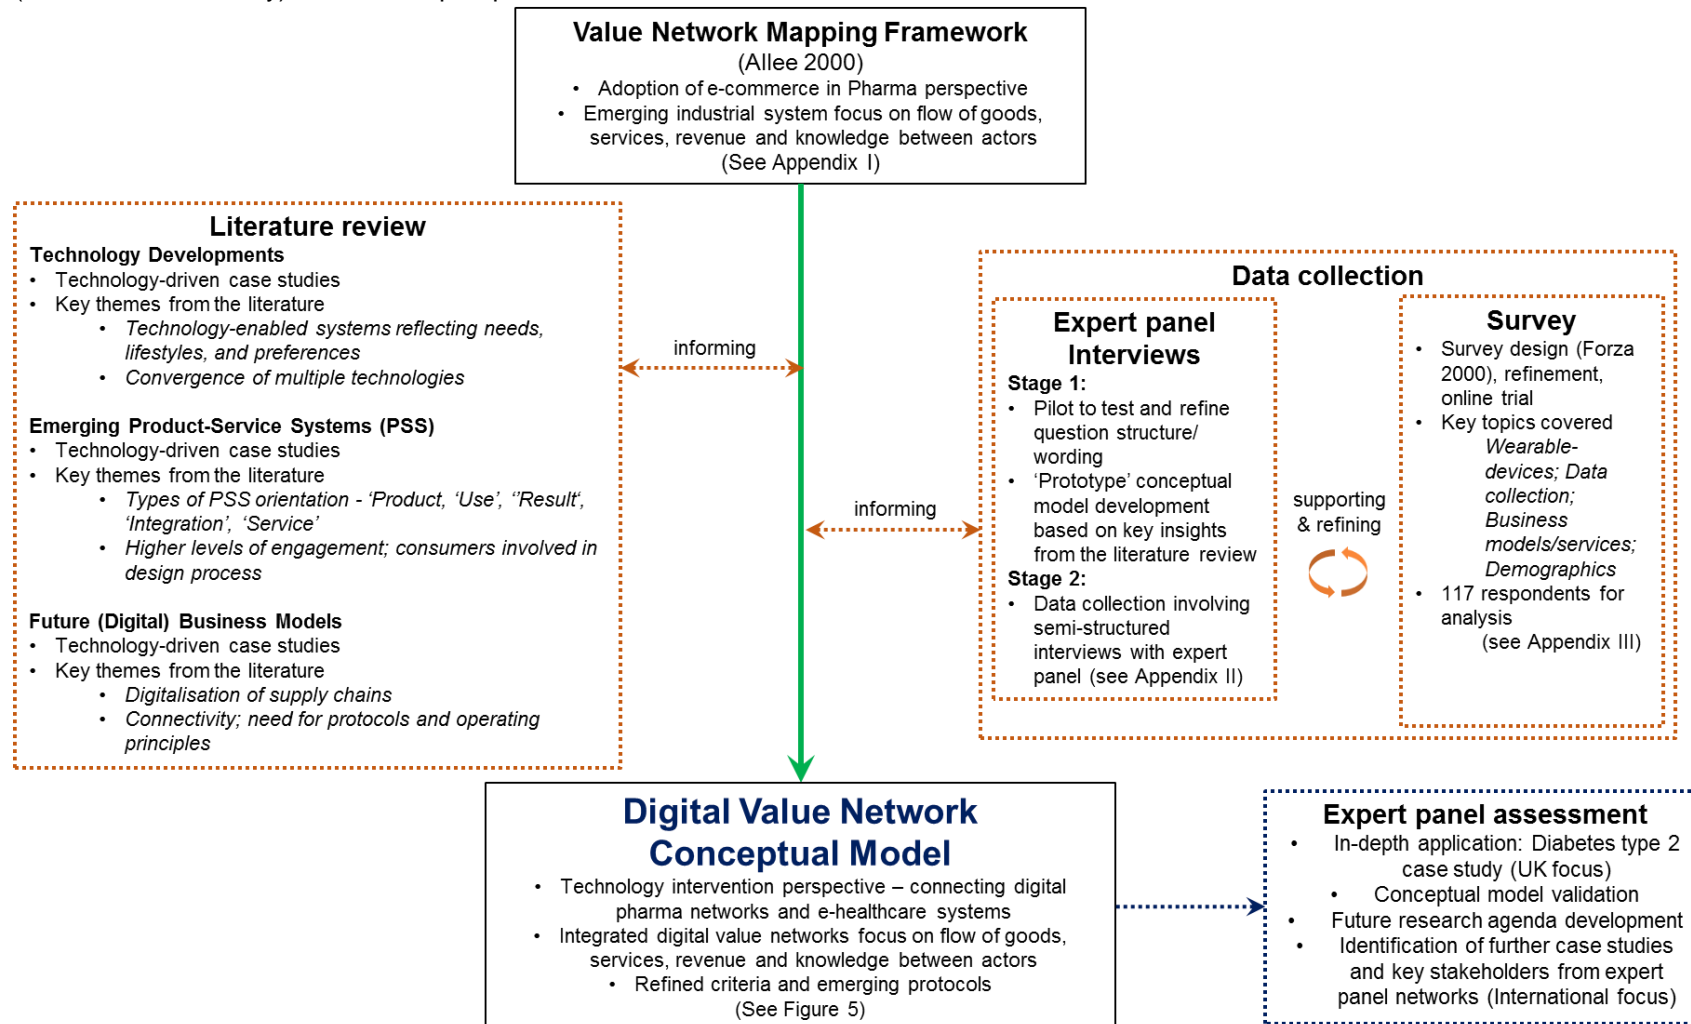 Value Network Mapping Framework
(Allee 2000)
• Adoption of e-commerce in Pharma perspective
• Emerging industrial system focus on flow of goods,
services, revenue and knowledge between actors
(See Appendix I)
Literature review
Technology Developments
• Technology-driven case studies
• Key themes from the literature
• Technology-enabled systems reflecting needs,
lifestyles, and preferences
• Convergence of multiple technologies
Emerging Product-Service Systems (PSS)
• Technology-driven case studies
• Key themes from the literature
• Types of PSS orientation - ‘Product, ‘Use’, ‘’Result‘,
‘Integration’, ‘Service’
• Higher levels of engagement; consumers involved in
design process
Future (Digital) Business Models
• Technology-driven case studies
• Key themes from the literature
• Digitalisation of supply chains
• Connectivity; need for protocols and operating
principles
informing
informing
Data collection
Expert panel
Interviews
Stage 1:
• Pilot to test and refine
question structure/
wording
• ‘Prototype’ conceptual
model development
based on key insights
from the literature review
Stage 2:
• Data collection involving
semi-structured
interviews with expert
panel (see Appendix II)
supporting
& refining
Survey
• Survey design (Forza
2000), refinement,
online trial
• Key topics covered
Wearable-
devices; Data
collection;
Business
models/services;
Demographics
• 117 respondents for
analysis
(see Appendix III)
Digital Value Network
Conceptual Model
• Technology intervention perspective – connecting digital
pharma networks and e-healthcare systems
• Integrated digital value networks focus on flow of goods,
services, revenue and knowledge between actors
• Refined criteria and emerging protocols
(See Figure 5)
Expert panel assessment
• In-depth application: Diabetes type 2
case study (UK focus)
• Conceptual model validation
• Future research agenda development
• Identification of further case studies
and key stakeholders from expert
panel networks (International focus)